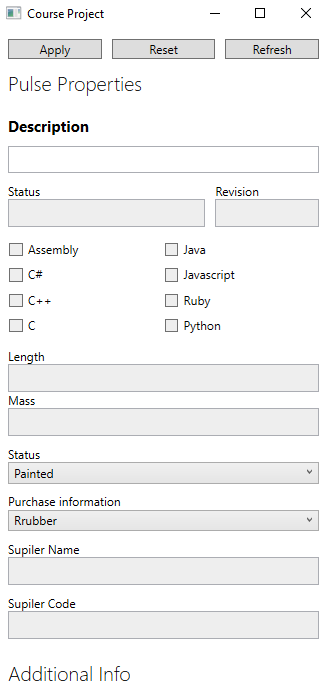 Course Project
Apply Reset Refresh
Pulse Properties
Description
Status Revision
Assembly Java
C# Javascript
C++ Ruby
C Python
Length
Mass
Status
Painted
Purchase information
Rrubber
Supiler Name
Supiler Code
Additional Info